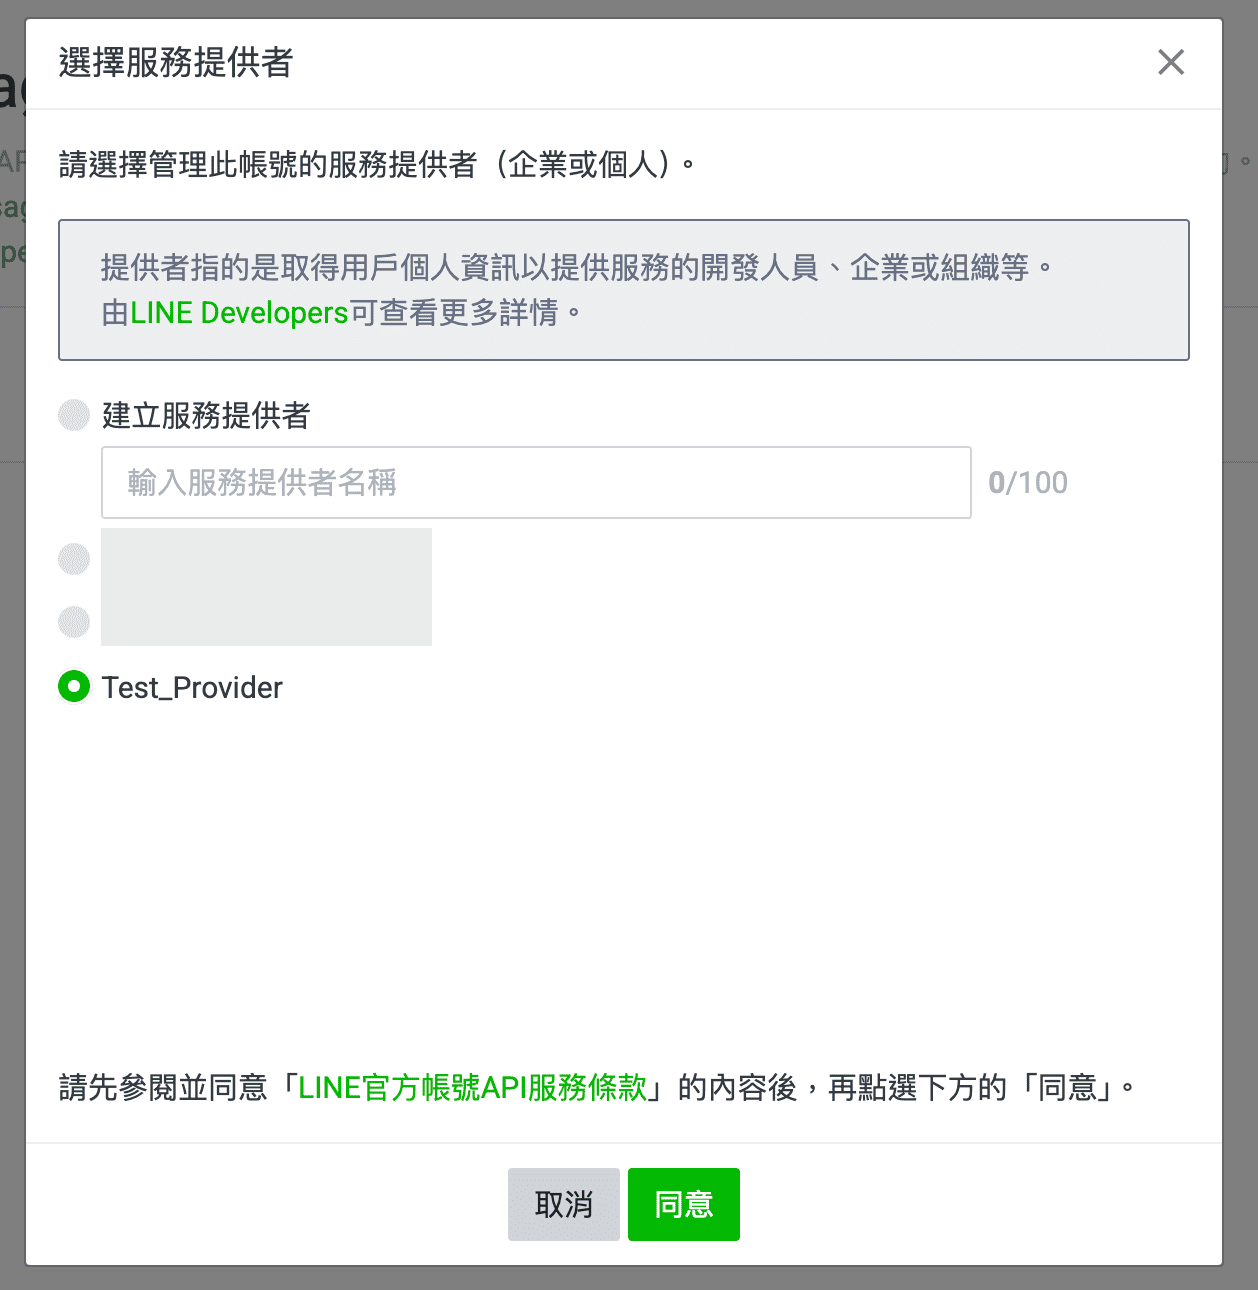 選擇服務提供者
請選擇管理此帳號的服務提供者（企業或個人）。
提供者指的是取得用戶個人資訊以提供服務的開發人員、企業或組織等。
由LINE Developers可查看更多詳情。
建立服務提供者
輸入服務提供者名稱
0/100
Test_Provider
請先參閱並同意「LINE官方帳號API服務條款」的內容後，再點選下方的「同意」。
取消
同意